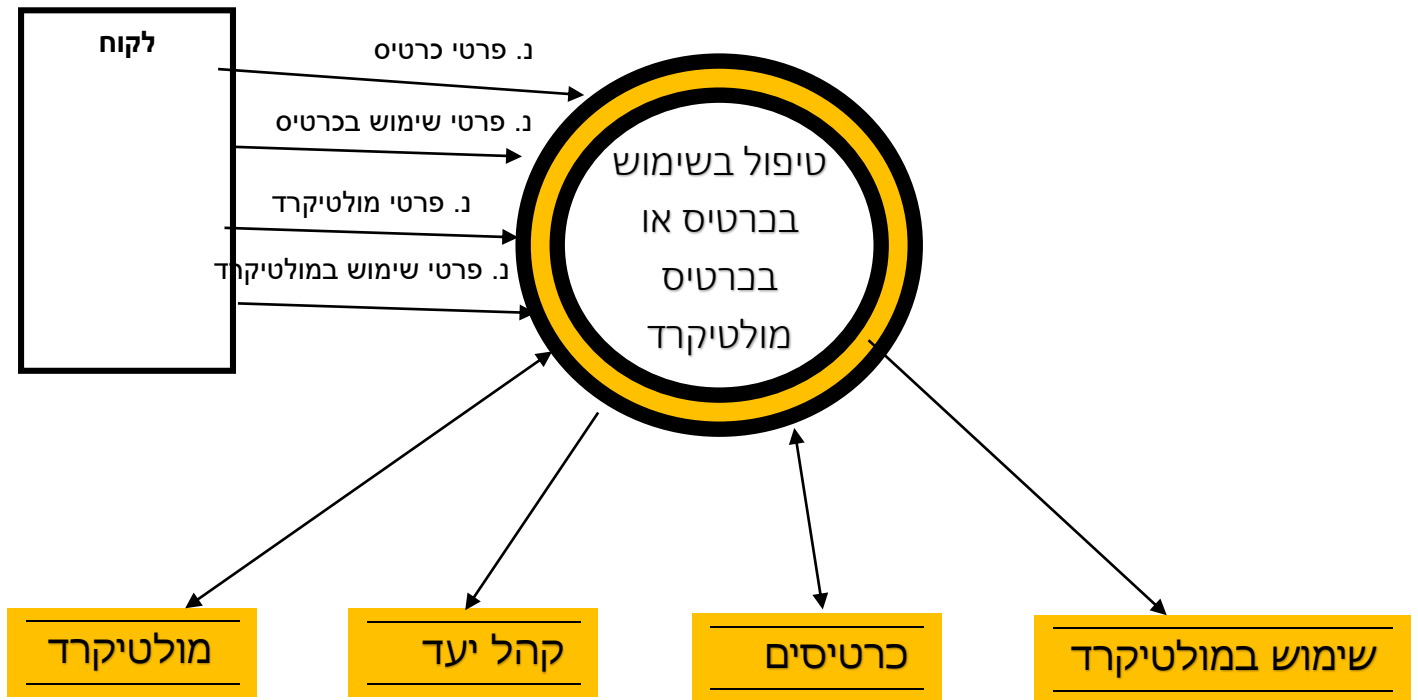 לקוח
נ. פרטי כרטיס
נ. פרטי שימוש בכרטיס
נ. פרטי מולטיקרד
נ. פרטי שימוש במולטיקרד
טיפול בשימוש
בכרטיס או
בכרטיס
מולטיקרד
שימוש במולטיקרד
כרטיסים
קהל יעד
מולטיקרד